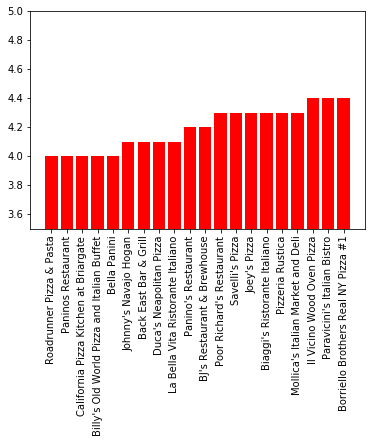 5.0
4.8
4.6
4.4
4.2
4.0
3.8
3.6
Roadrunner Pizza & Pasta
Paninos Restaurant
California Pizza Kitchen at Briargate
Billy's Old World Pizza and Italian Buffet
Bella Panini
Johnny's Navajo Hogan
Back East Bar & Grill
Duca's Neapolitan Pizza
La Bella Vita Ristorante Italiano
Panino's Restaurant
BJ's Restaurant & Brewhouse
Poor Richard's Restaurant
Savelli's Pizza
Joey's Pizza
Biaggi's Ristorante Italiano
Pizzeria Rustica
Mollica's Italian Market and Deli
Il Vicino Wood Oven Pizza
Paravicini's Italian Bistro
Borriello Brothers Real NY Pizza #1